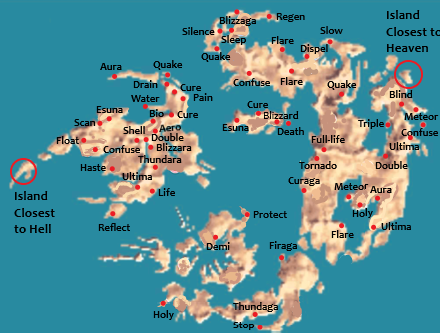 Island
Closest to
Heaven
Blizzaga
Regen
Silence
Sleep
Slow
Flare
Dispel
Quake
Aura
Quake
Drain
Cure
Pain
Confuse
Flare
Quake
Blind
Water
Bio
Cure
Cure
Blizzard
Meteor
Esuna
Scan
Shell
Aero
Esuna
Death
Triple
Confuse
Float
Double
Full-life
Ultima
Confuse
Blizzara
Thundara
Tornado
Double
Haste
Ultima
Curaga
Meteor
Aura
Life
Island
Closest
to Hell
Reflect
Protect
Holy
Ultima
Demi
Firaga
Flare
Holy
Thundaga
Stop